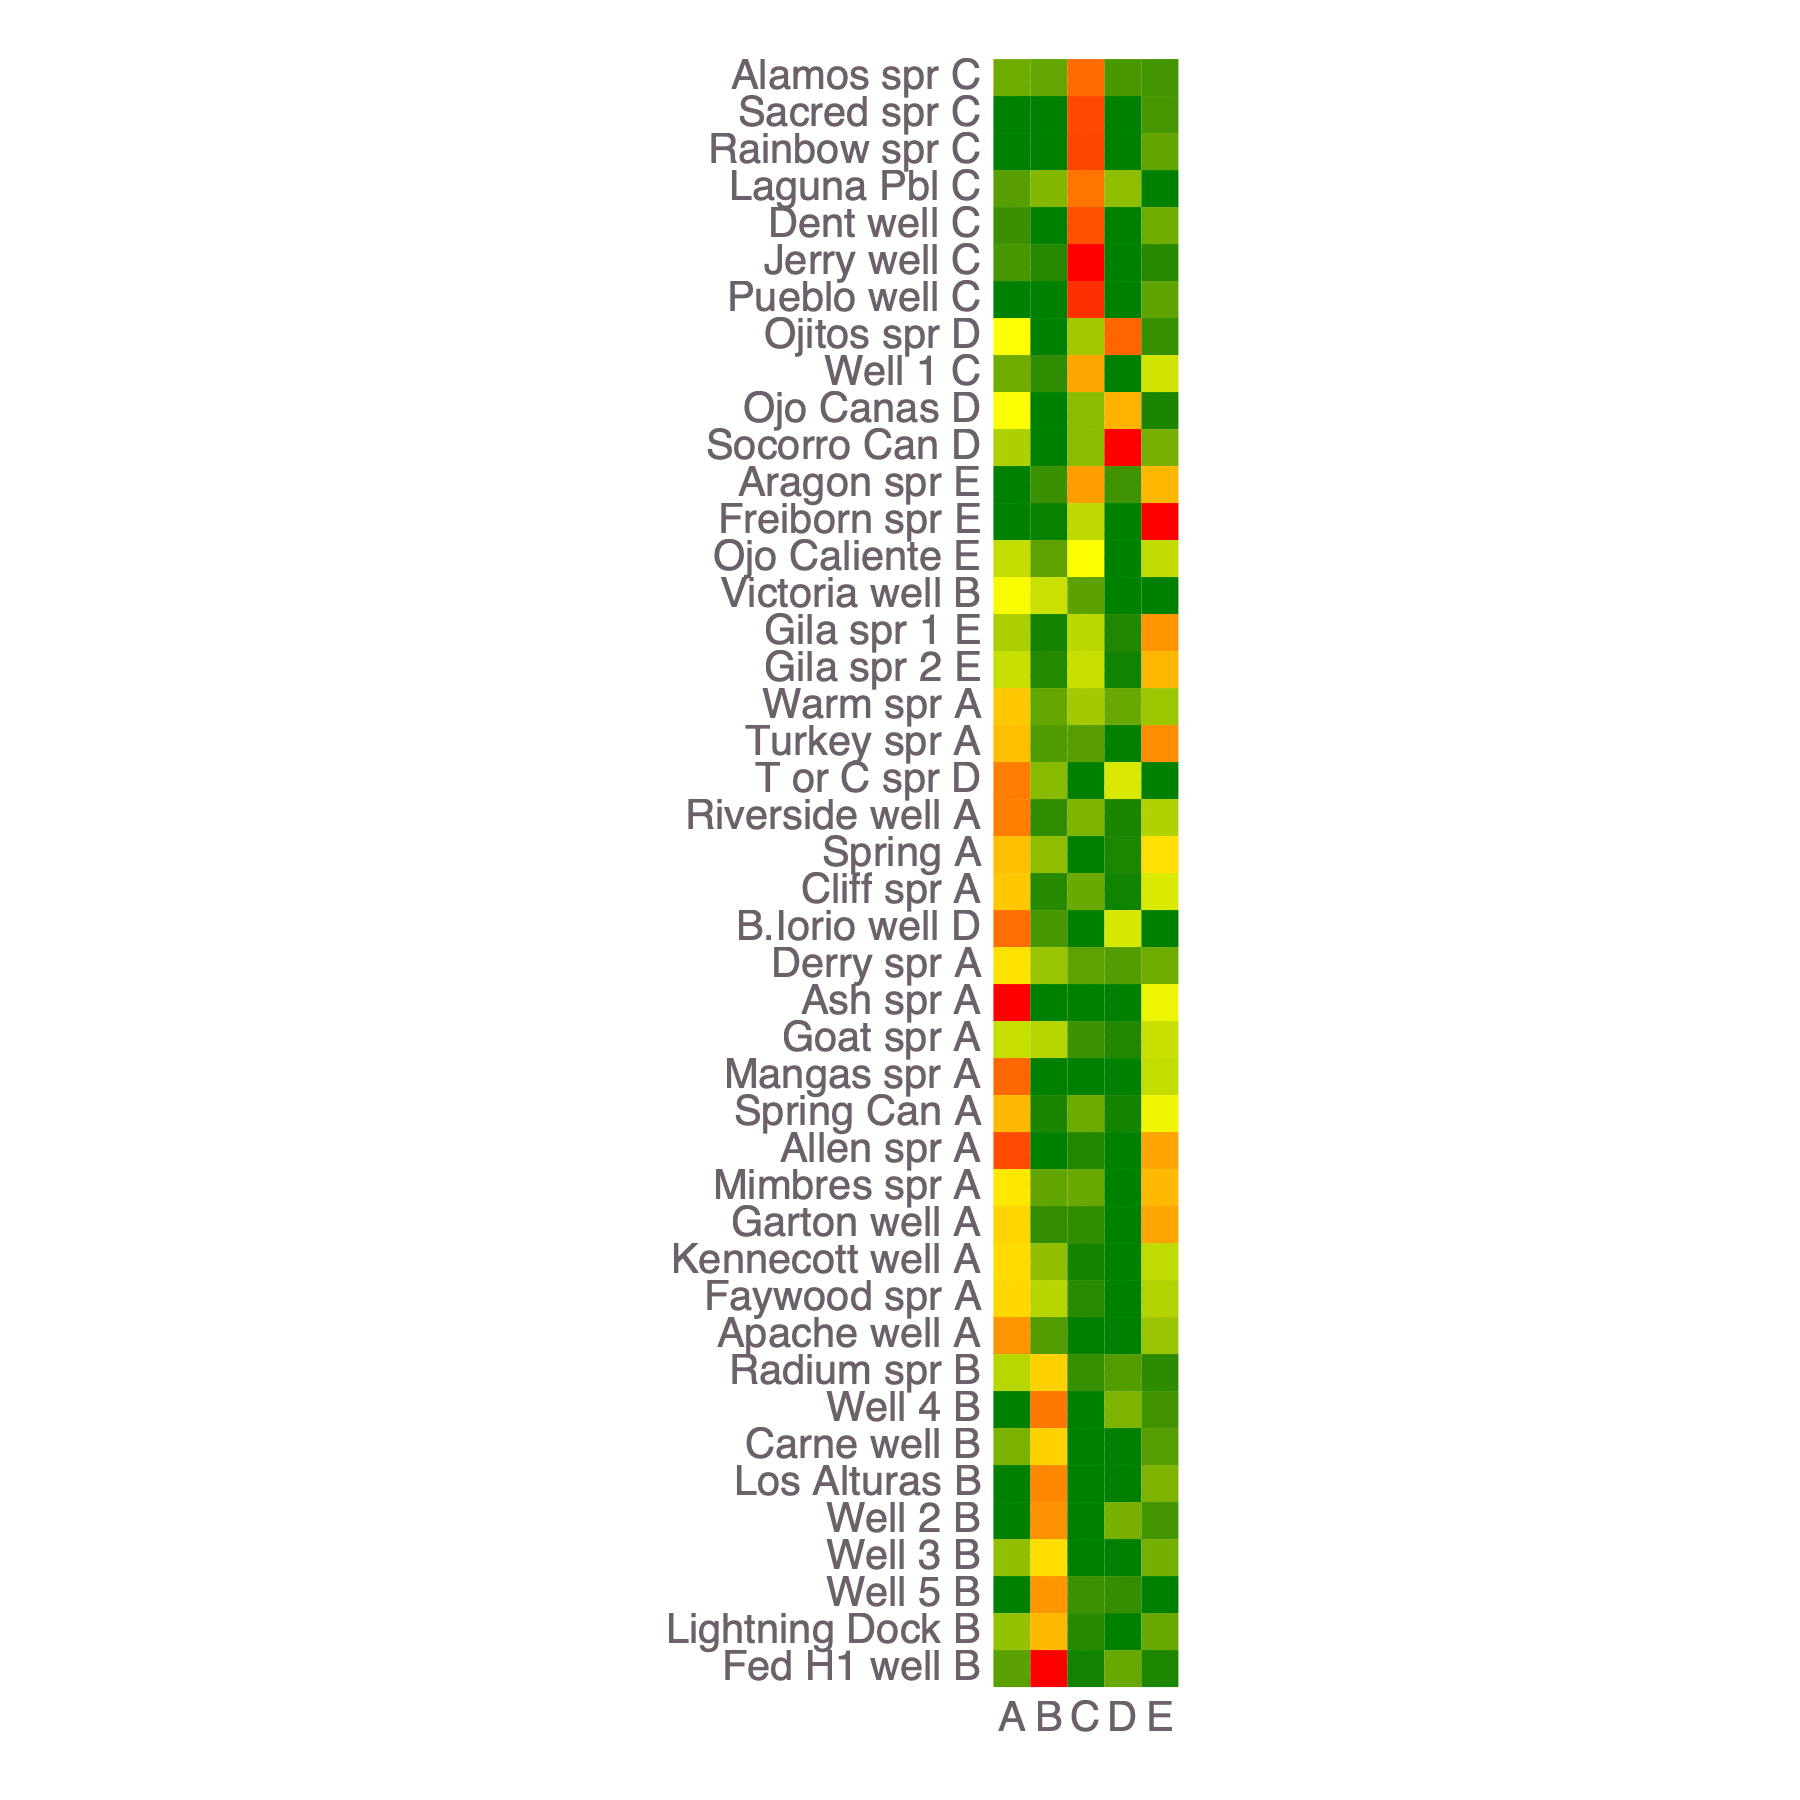 Alamos spr C
Sacred spr C
Rainbow spr C
Laguna Pbl C
Dent well C
Jerry well C
Pueblo well C
Ojitos spr D
Well 1 C
Ojo Canas D
Socorro Can D
Aragon spr E
Freiborn spr E
Ojo Caliente E
Victoria well B
Gila spr 1 E
Gila spr 2 E
Warm spr A
Turkey spr A
T or C spr D
Riverside well A
Spring A
Cliff spr A
B.Iorio well D
Derry spr A
Ash spr A
Goat spr A
Mangas spr A
Spring Can A
Allen spr A
Mimbres spr A
Garton well A
Kennecott well A
Faywood spr A
Apache well A
Radium spr B
Well 4 B
Carne well B
Los Alturas B
Well 2 B
Well 3 B
Well 5 B
Lightning Dock B
Fed H1 well B
A B C D E